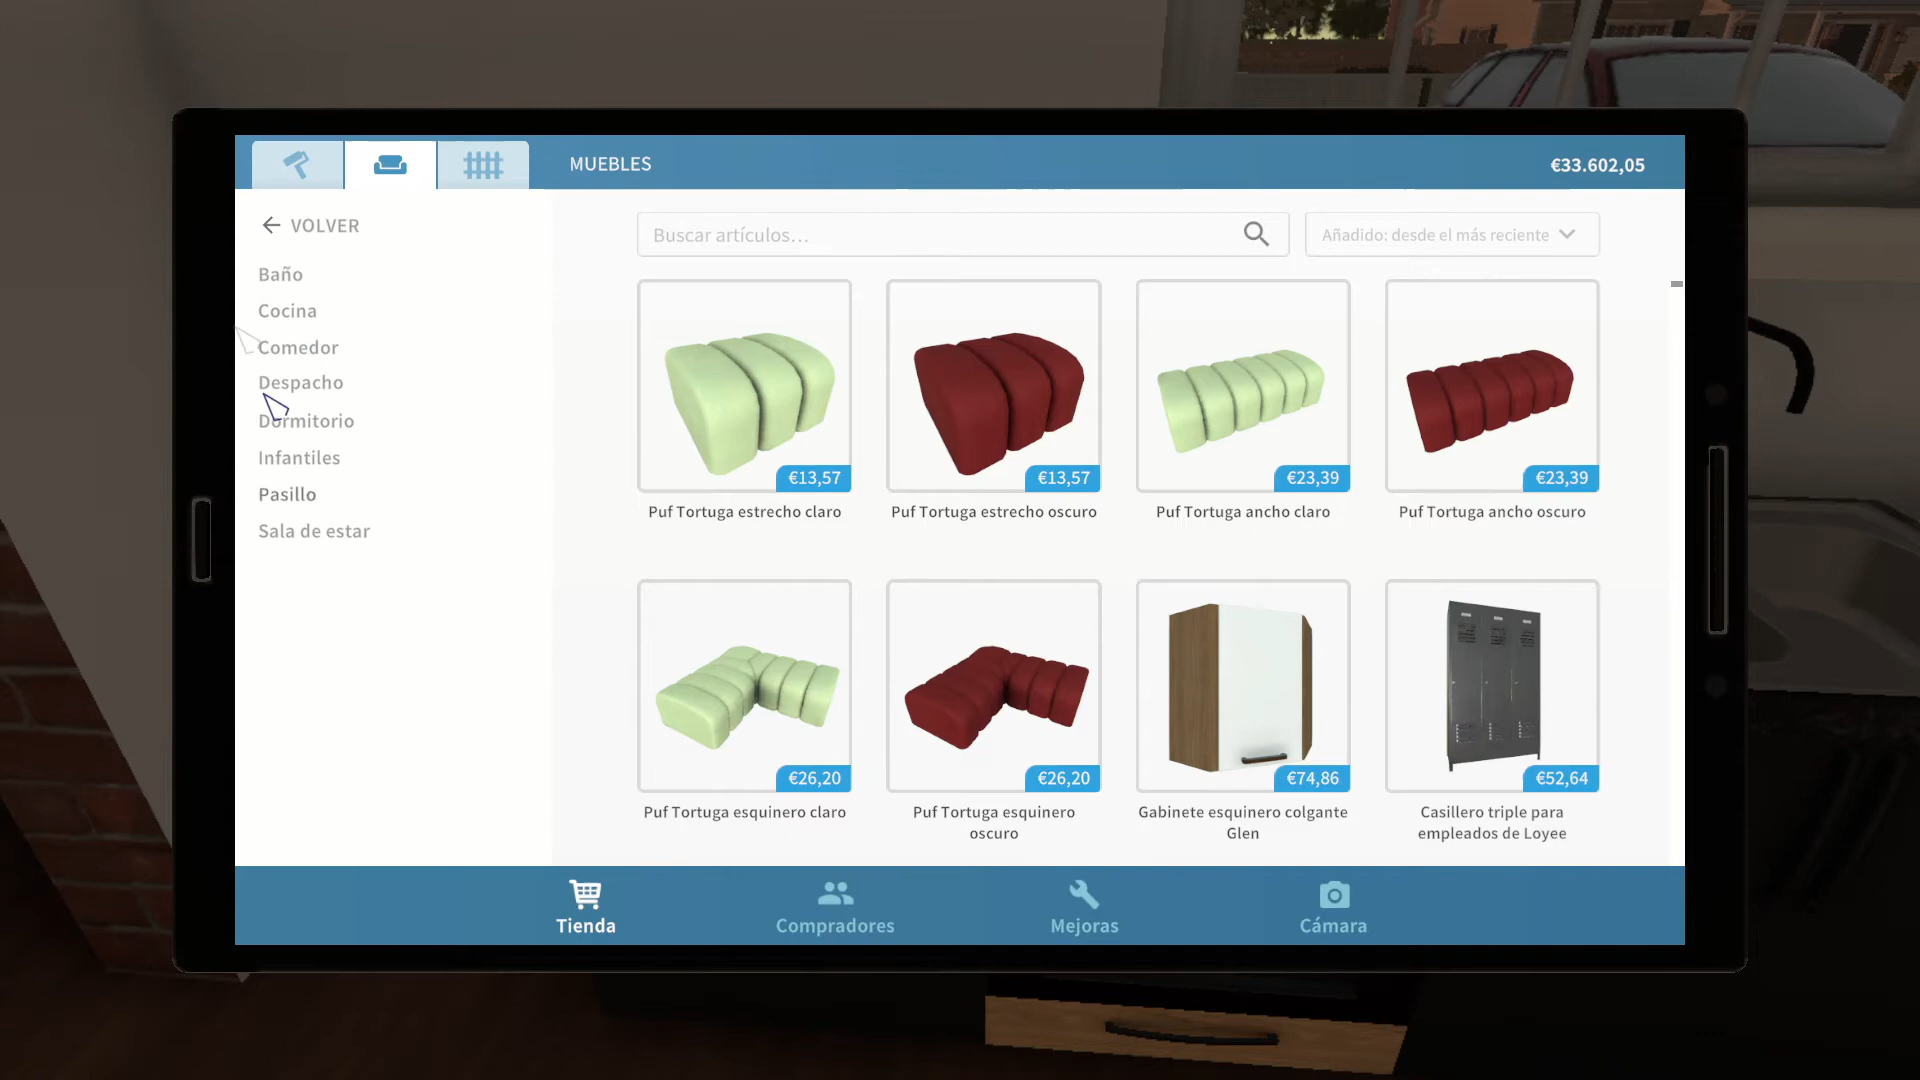 MUEBLES
€33.602,05
VOLVER
Buscar artículos...
Añadido: desde el más reciente
Baño
Cocina
Comedor
Despacho
Dormitorio
Infantiles
Pasillo
Sala de estar
€13,57
€13,57
€23,39
€23,39
Puf Tortuga estrecho claro
Puf Tortuga estrecho oscuro
Puf Tortuga ancho claro
Puf Tortuga ancho oscuro
€26,20
€26,20
€74,86
€52,64
Puf Tortuga esquinero claro
Puf Tortuga esquinero
oscuro
Gabinete esquinero colgante
Glen
Casillero triple para
empleados de Loyee
Tienda
Compradores
Mejoras
Cámara